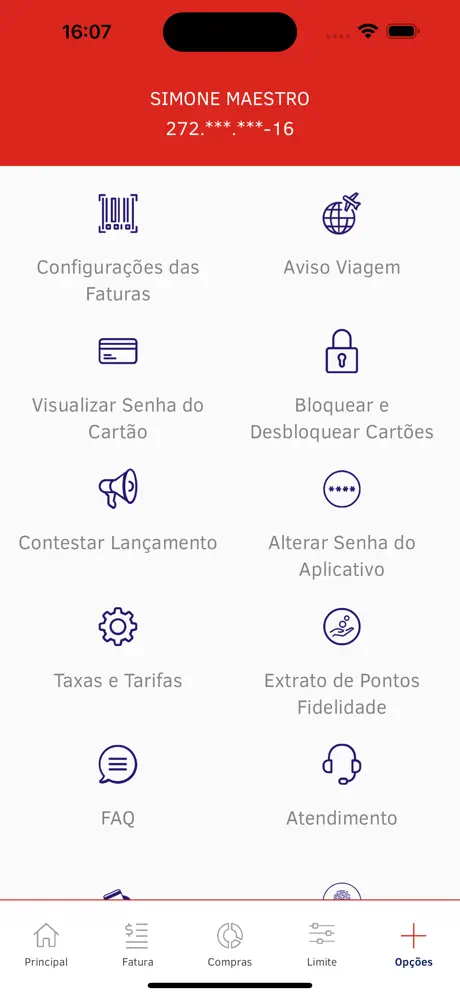 16:07
SIMONE MAESTRO
272.***.***-16
Configurações das
Faturas
Aviso Viagem
Visualizar Senha do
Cartão
Bloquear e
Desbloquear Cartões
Contestar Lançamento
****
Alterar Senha do
Aplicativo
Taxas e Tarifas
Extrato de Pontos
Fidelidade
FAQ
Atendimento
Principal
Fatura
Compras
Limite
Opções